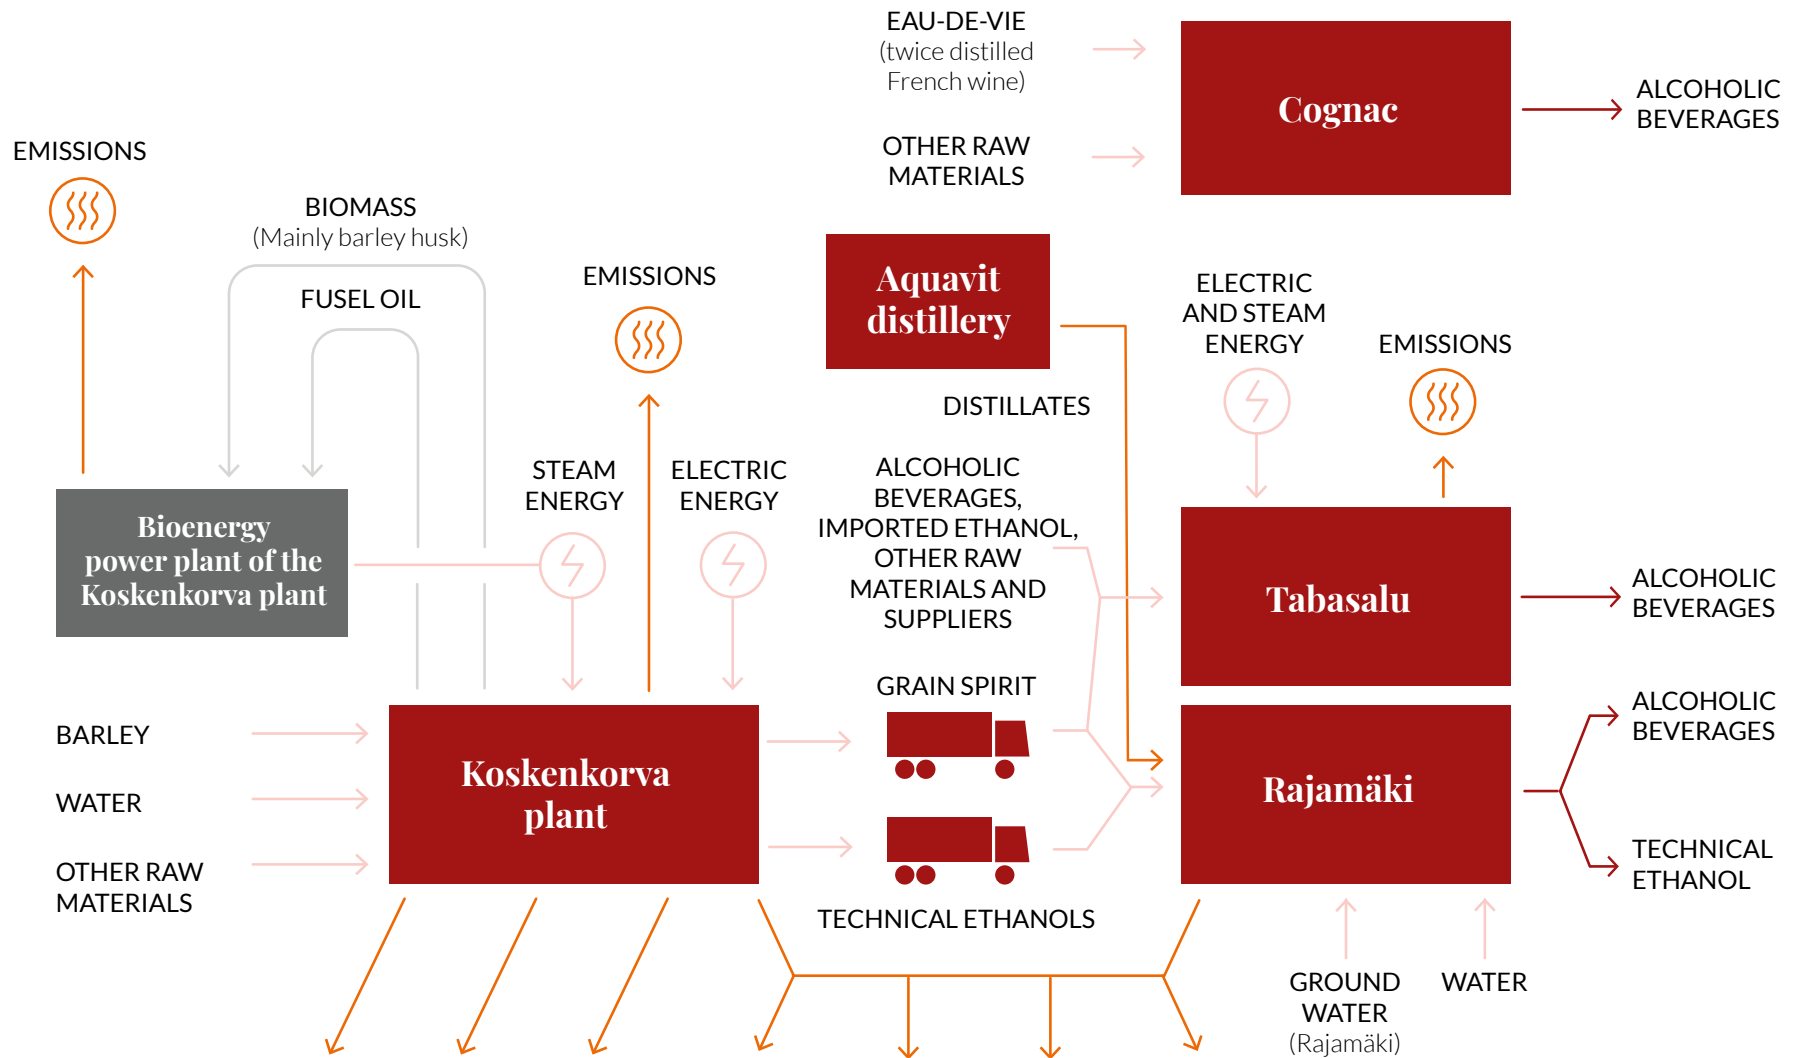 EAU-DE-VIE
(twice distilled
French wine)
OTHER RAW
MATERIALS
Cognac
ALCOHOLIC
BEVERAGES
EMISSIONS
BIOMASS
(Mainly barley husk)
FUSEL OIL
EMISSIONS
Aquavit
distillery
DISTILLATES
ELECTRIC
AND STEAM
ENERGY
EMISSIONS
Bioenergy
power plant of the
Koskenkorva plant
STEAM
ENERGY
ELECTRIC
ENERGY
ALCOHOLIC
BEVERAGES,
IMPORTED ETHANOL,
OTHER RAW
MATERIALS AND
SUPPLIERS
Tabasalu
ALCOHOLIC
BEVERAGES
BARLEY
WATER
OTHER RAW
MATERIALS
Koskenkorva
plant
GRAIN SPIRIT
TECHNICAL ETHANOLS
Rajamäki
ALCOHOLIC
BEVERAGES
TECHNICAL
ETHANOL
GROUND
WATER
(Rajamäki)
WATER